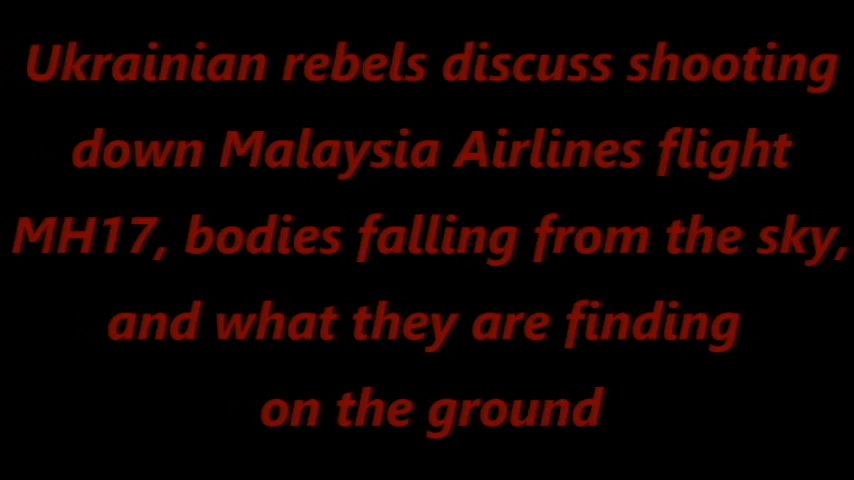 Ukrainian rebels discuss shooting
down Malaysia Airlines flight
MH17, bodies falling from the sky,
and what they are finding
on the ground